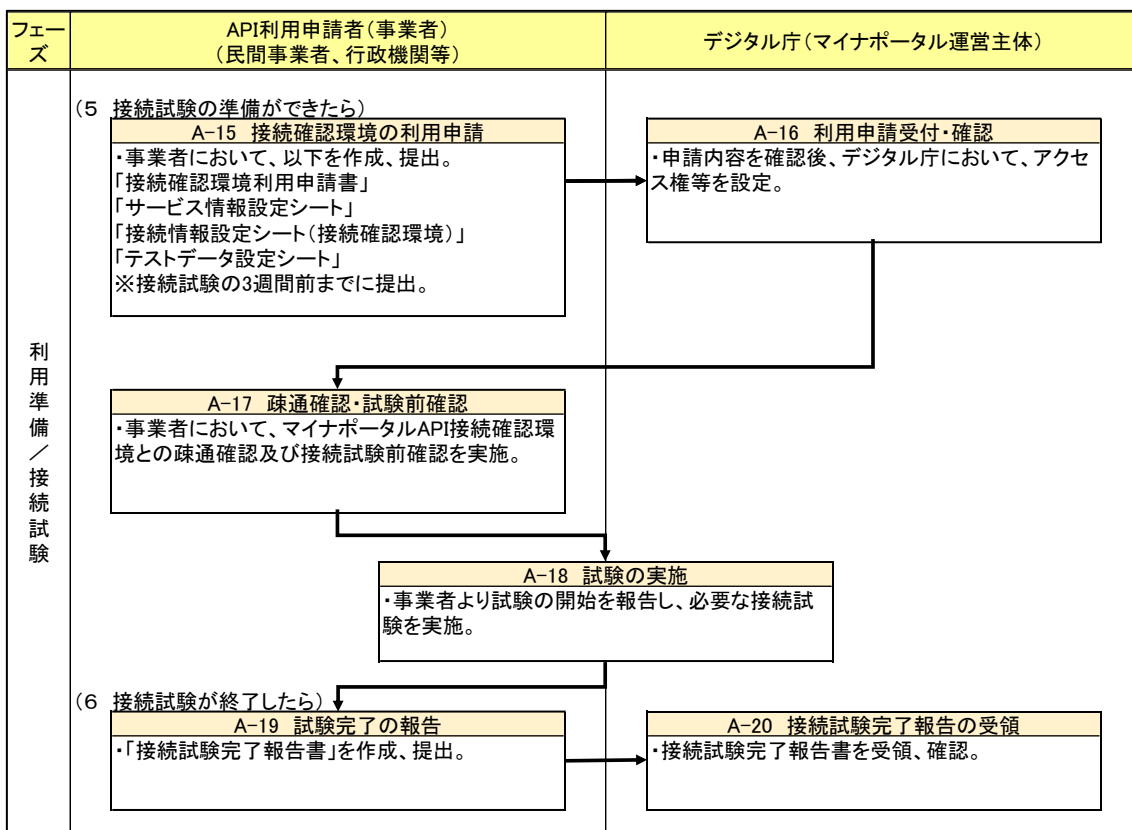 フェー
ズ
API利用申請者(事業者)
(民間事業者、行政機関等)
デジタル庁(マイナポータル運営主体)
利用準備/接続試験
(5 接続試験の準備ができたら)
A-15 接続確認環境の利用申請
・事業者において、以下を作成、提出。
「接続確認環境利用申請書」
「サービス情報設定シート」
「接続情報設定シート(接続確認環境)」
「テストデータ設定シート」
※接続試験の3週間前までに提出。
A-16 利用申請受付・確認
・申請内容を確認後、デジタル庁において、アクセ
ス権等を設定。
A-17 疎通確認・試験前確認
・事業者において、マイナポータルAPI接続確認環
境との疎通確認及び接続試験前確認を実施。
A-18 試験の実施
・事業者より試験の開始を報告し、必要な接続試
験を実施。
(6 接続試験が終了したら)
A-19 試験完了の報告
・「接続試験完了報告書」を作成、提出。
A-20 接続試験完了報告の受領
・接続試験完了報告書を受領、確認。